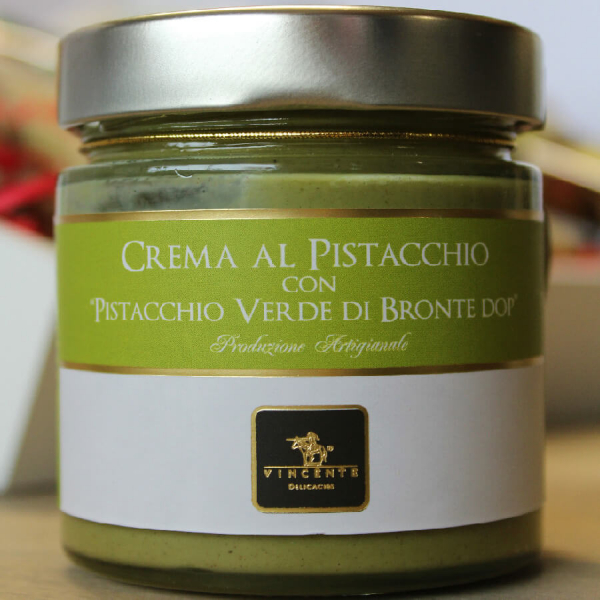 CREMA AL PISTACCHIO
CON
"PISTACCHIO VERDE DI BRONTE DOP"
Produzione Artigianale
VINCENTE
DELICACIES